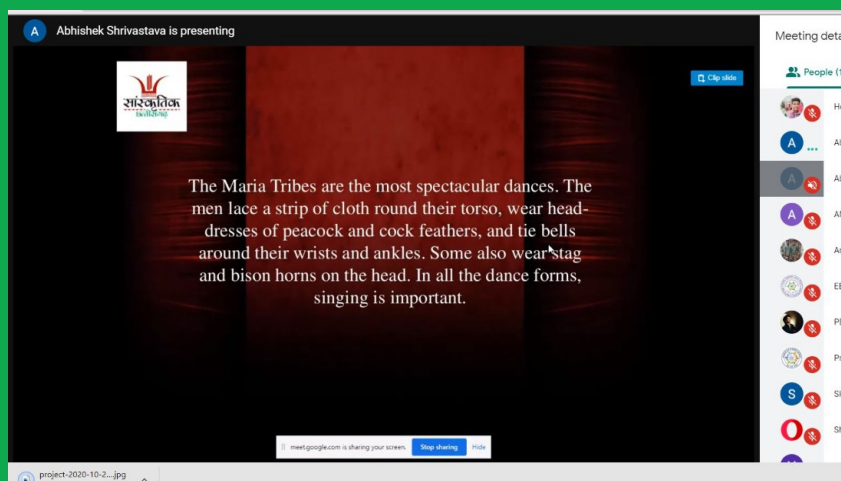 A
Abhishek Shrivastava is presenting
Meeting deta
सांस्कृतिक
छत्तीसगढ़
Clip slide
People (1
The Maria Tribes are the most spectacular dances. The
men lace a strip of cloth round their torso, wear head-
dresses of peacock and cock feathers, and tie bells
around their wrists and ankles. Some also wear stag
and bison horns on the head. In all the dance forms,
singing is important.
A
A
A
S
meet.google.com is sharing your screen.
Stop sharing
Hide
project-2020-10-2....jpg